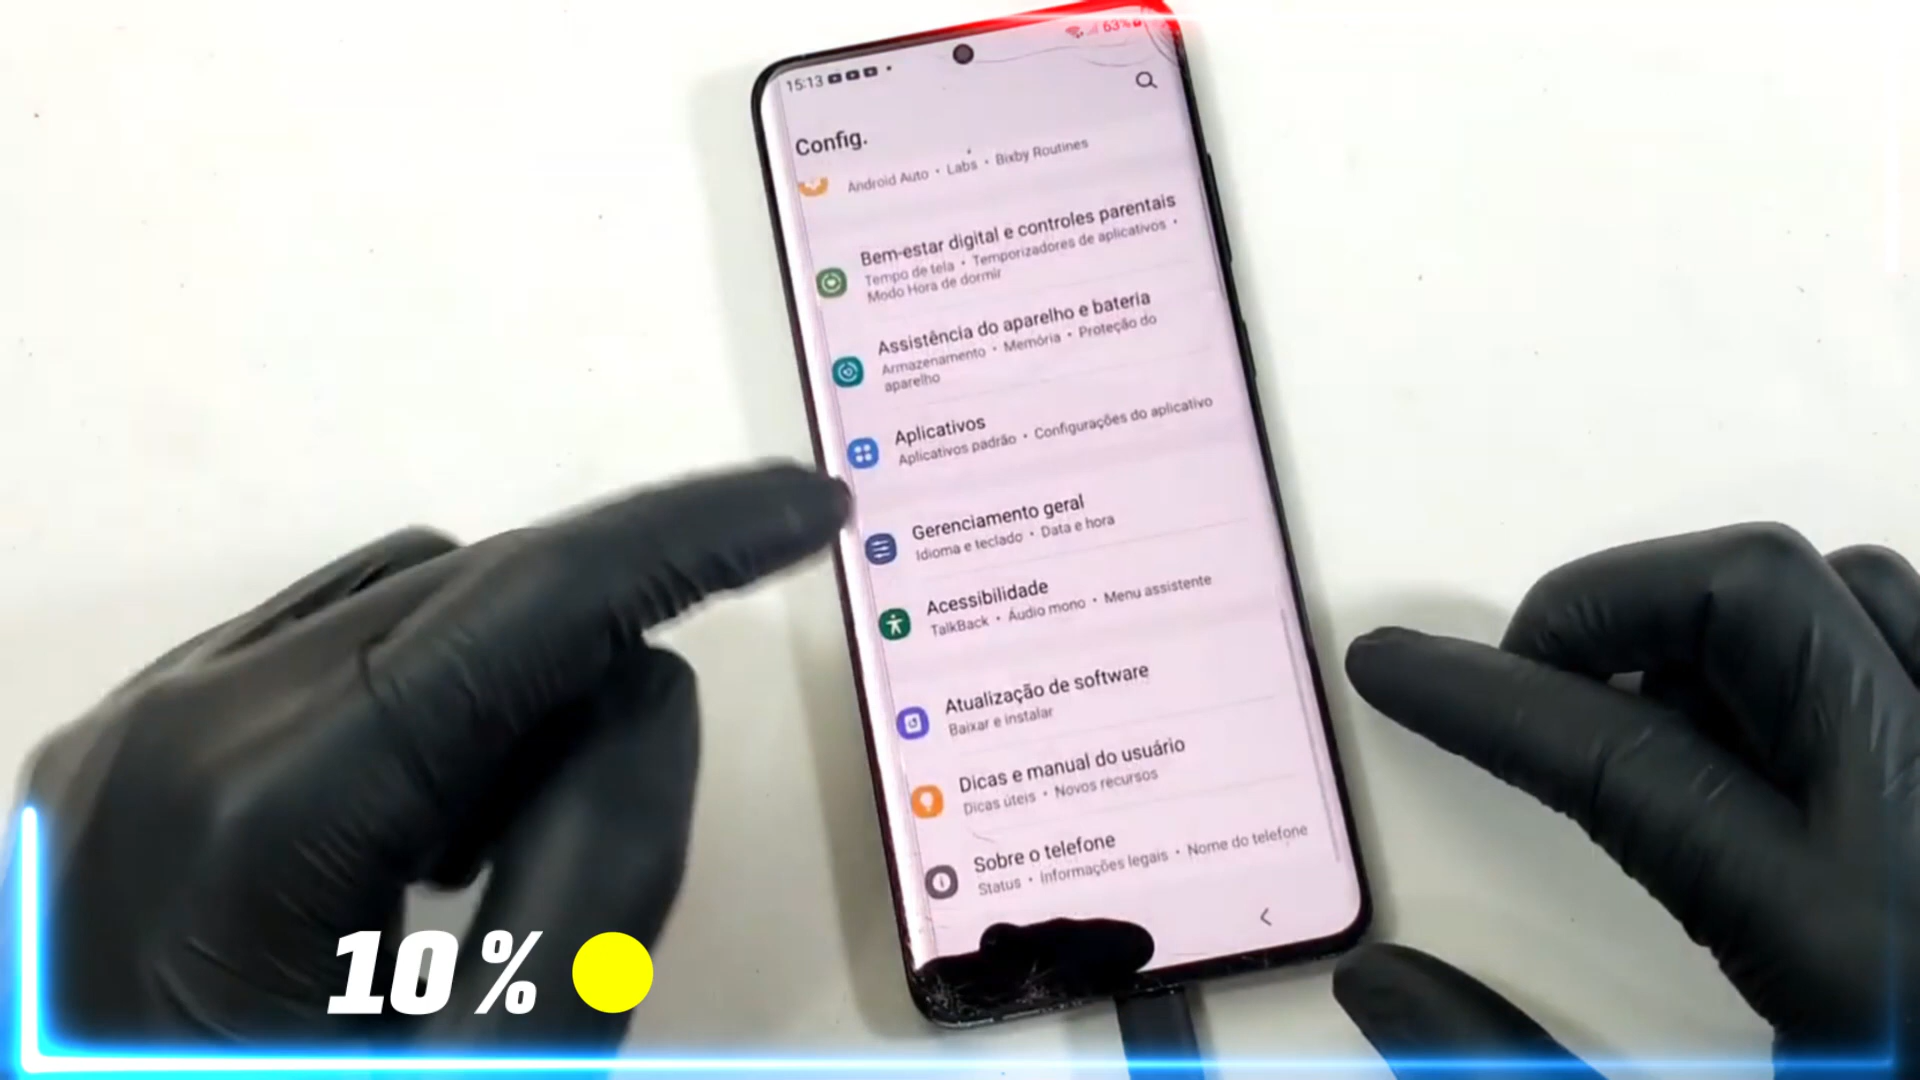 15:13
63%
Config.
Android Auto • Labs • Bixby Routines
Bem-estar digital e controles parentais
Tempo de tela • Temporizadores de aplicativos •
Modo Hora de dormir
Assistência do aparelho e bateria
Armazenamento • Memória • Proteção do
aparelho
Aplicativos
Aplicativos padrão • Configurações do aplicativo
Gerenciamento geral
Idioma e teclado • Data e hora
Acessibilidade
TalkBack • Áudio mono • Menu assistente
Atualização de software
Baixar e instalar
Dicas e manual do usuário
Dicas úteis • Novos recursos
Sobre o telefone
Status • Informações legais • Nome do telefone
10%